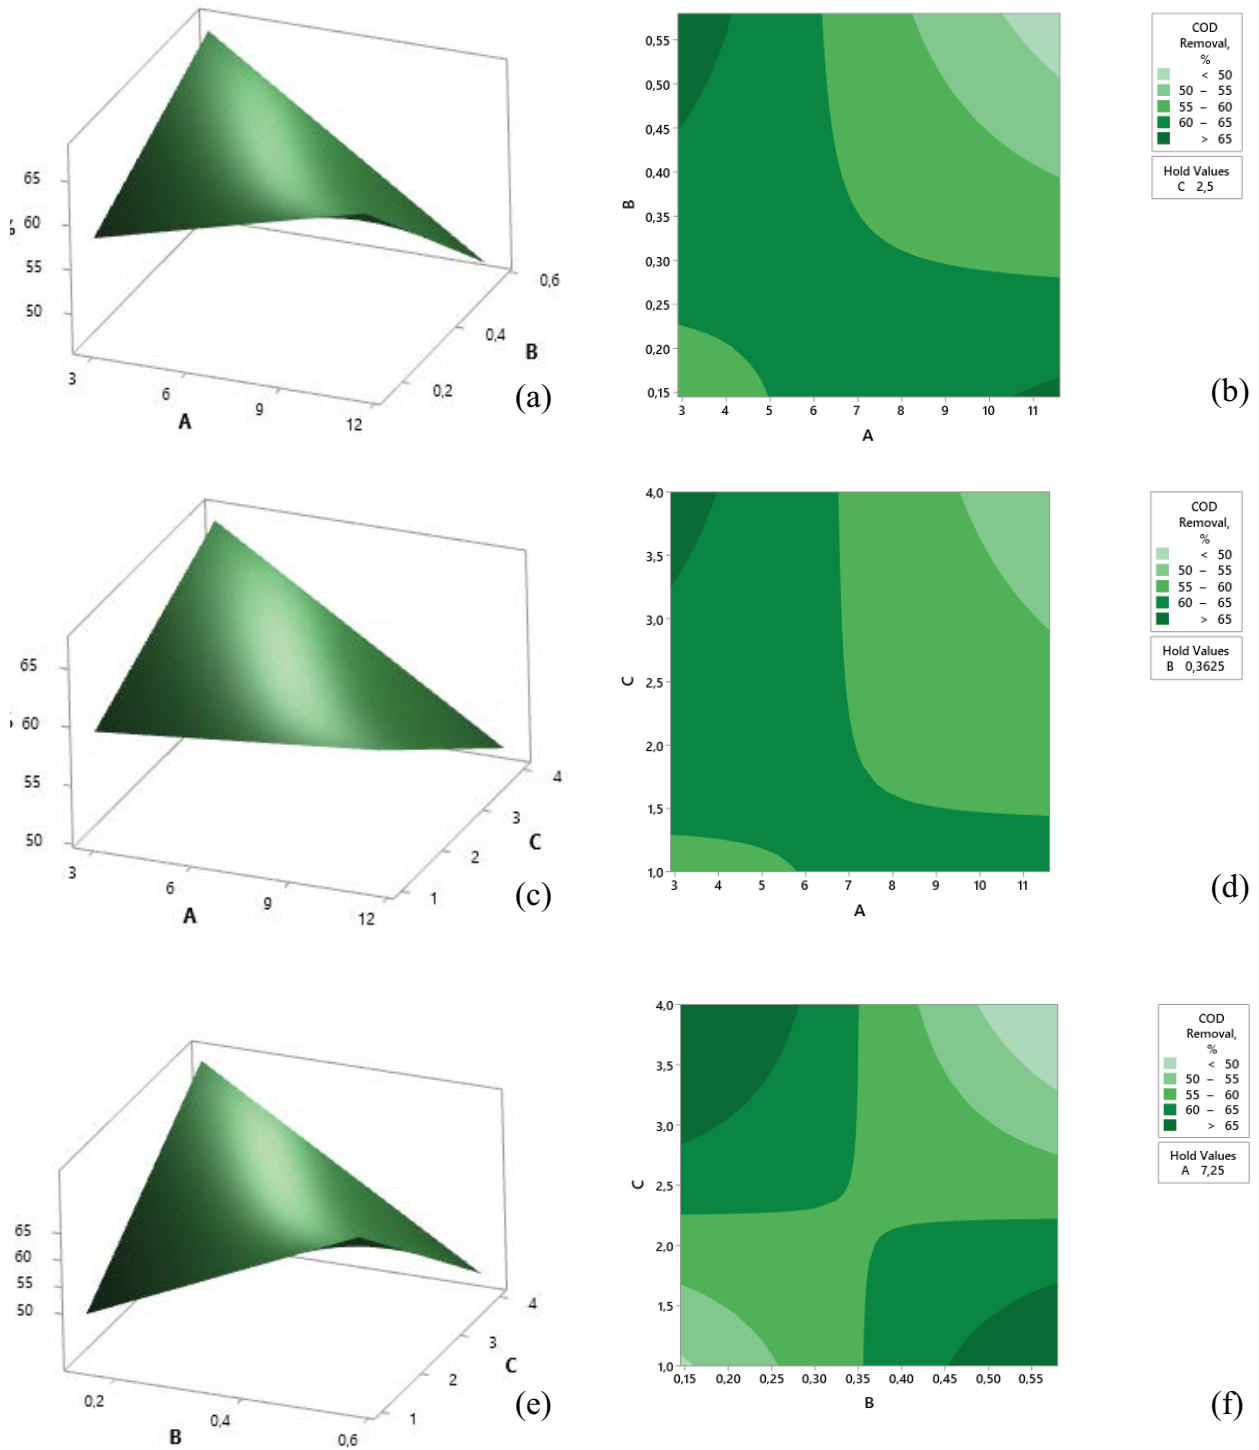 65
60
55
50
3
6
9
12
A
0,2
0,4
0,6
B
(a)
0,55
0,50
0,45
0,40
0,35
0,30
0,25
0,20
0,15
B
3 4 5 6 7 8 9 10 11
A
COD
Removal,
%
< 50
50 – 55
55 – 60
60 – 65
> 65
Hold Values
C 2,5
(b)
65
60
55
50
3
6
9
12
A
1
2
3
4
C
(c)
4,0
3,5
3,0
2,5
2,0
1,5
1,0
C
3 4 5 6 7 8 9 10 11
A
COD
Removal,
%
< 50
50 – 55
55 – 60
60 – 65
> 65
Hold Values
B 0,3625
(d)
65
60
55
50
0,2
0,4
0,6
B
1
2
3
4
C
(e)
4,0
3,5
3,0
2,5
2,0
1,5
1,0
C
0,15 0,20 0,25 0,30 0,35 0,40 0,45 0,50 0,55
B
COD
Removal,
%
< 50
50 – 55
55 – 60
60 – 65
> 65
Hold Values
A 7,25
(f)